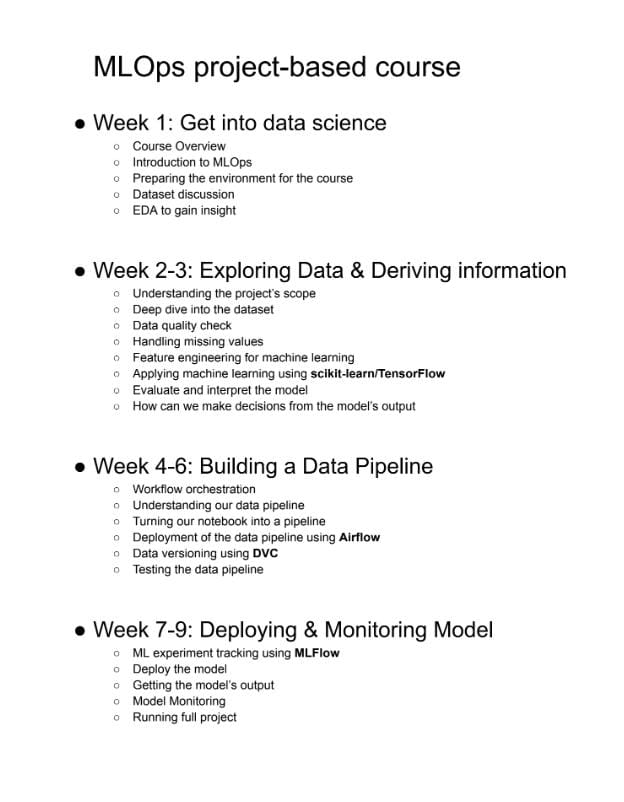 MLOps project-based course
● Week 1: Get into data science
○ Course Overview
○ Introduction to MLOps
○ Preparing the environment for the course
○ Dataset discussion
○ EDA to gain insight
● Week 2-3: Exploring Data & Deriving information
○ Understanding the project's scope
○ Deep dive into the dataset
○ Data quality check
○ Handling missing values
○ Feature engineering for machine learning
○ Applying machine learning using scikit-learn/TensorFlow
○ Evaluate and interpret the model
○ How can we make decisions from the model's output
● Week 4-6: Building a Data Pipeline
○ Workflow orchestration
○ Understanding our data pipeline
○ Turning our notebook into a pipeline
○ Deployment of the data pipeline using Airflow
○ Data versioning using DVC
○ Testing the data pipeline
● Week 7-9: Deploying & Monitoring Model
○ ML experiment tracking using MLFlow
○ Deploy the model
○ Getting the model's output
○ Model Monitoring
○ Running full project